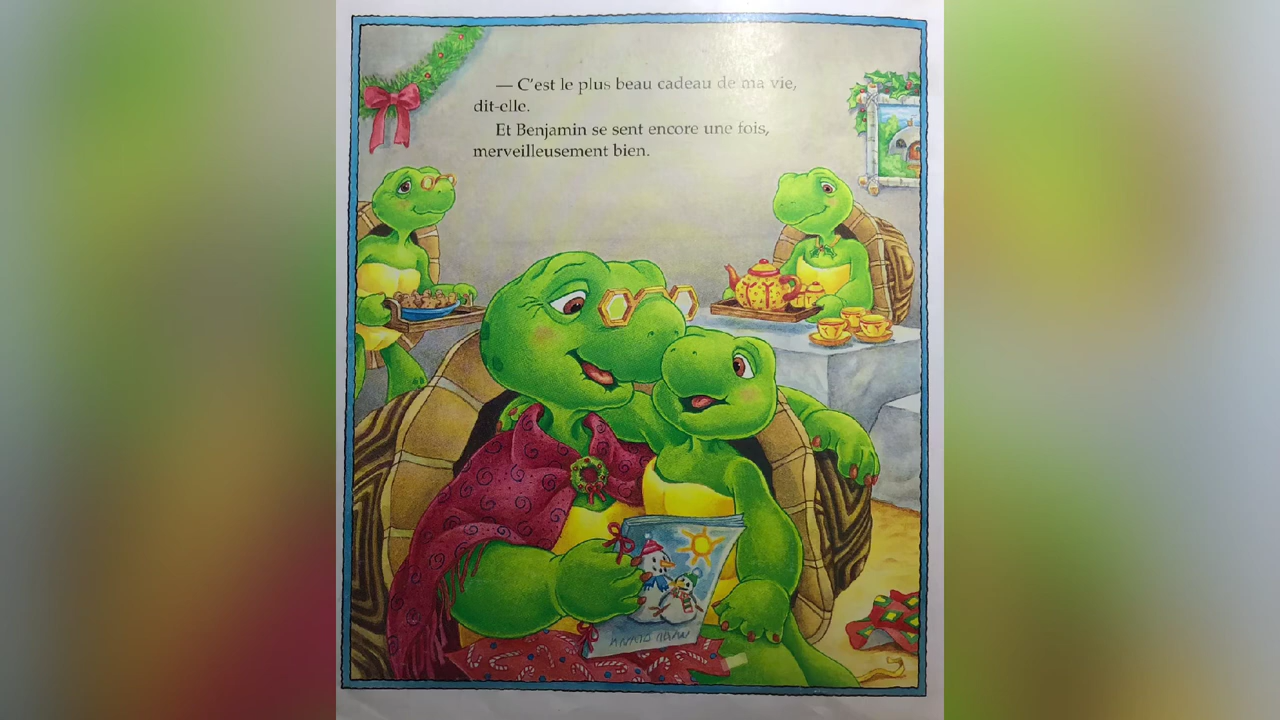 — C'est le plus beau cadeau de ma vie,
dit-elle.
Et Benjamin se sent encore une fois,
merveilleusement bien.